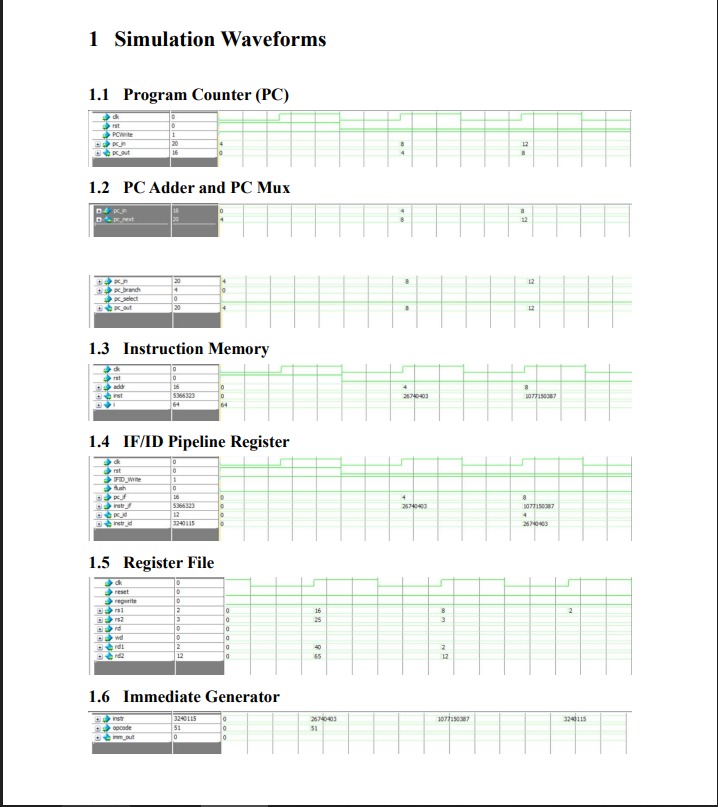 1 Simulation Waveforms
1.1 Program Counter (PC)
clk 0
rst 0
PCWrite 1
pc_in 20 4 8 12
pc_out 16 0 4 8
1.2 PC Adder and PC Mux
pc_in 16 0 4 8
pc_next 20 4 8 12
pc_in 20 4 8 12
pc_branch 4 0
pc_select 0
pc_out 20 4 8 12
1.3 Instruction Memory
clk 0
rst 0
addr 16 0 4 8
inst 5366323 0 26740403 1077150387
i 64 64
1.4 IF/ID Pipeline Register
clk 0
rst 0
IFID_Write 1
flush 0
pc_if 16 0 4 8
instr_if 5366323 0 26740403 1077150387
pc_id 12 0 4
instr_id 3240115 0 26740403
1.5 Register File
clk 0
reset 0
regwrite 0
rs1 2 0 16 8 2
rs2 3 0 25 3
rd 0 0
wd 0 0
rd1 2 0 40 2
rd2 12 0 65 12
1.6 Immediate Generator
instr 3240115 0 26740403 1077150387 3240115
opcode 51 0 51
imm_out 0 0